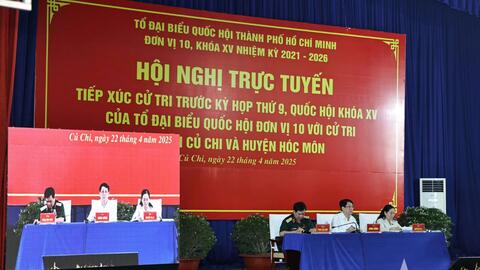 TỔ ĐẠI BIỂU QUỐC HỘI THÀNH PHỐ HỒ CHÍ MINH
ĐƠN VỊ 10, KHÓA XV NHIỆM KỲ 2021 - 2026
HỘI NGHỊ TRỰC TUYẾN
TIẾP XÚC CỬ TRI TRƯỚC KỲ HỌP THỨ 9, QUỐC HỘI KHÓA XV
CỦA TỔ ĐẠI BIỂU QUỐC HỘI ĐƠN VỊ 10 VỚI CỬ TRI
CỦ CHI VÀ HUYỆN HÓC MÔN
Củ Chi, ngày 22 tháng 4 năm 2025
Củ Chi, ngày 22 tháng 4 năm 2025